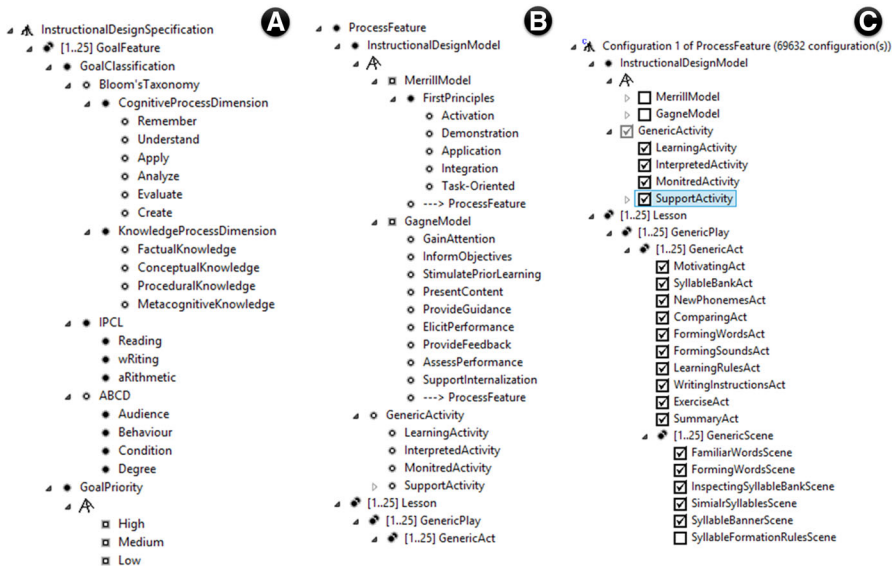 A
InstructionalDesignSpecification
[1..25] GoalFeature
GoalClassification
Bloom'sTaxonomy
CognitiveProcessDimension
Remember
Understand
Apply
Analyze
Evaluate
Create
KnowledgeProcessDimension
FactualKnowledge
ConceptualKnowledge
ProceduralKnowledge
MetacognitiveKnowledge
IPCL
Reading
wRiting
aRithmetic
ABCD
Audience
Behaviour
Condition
Degree
GoalPriority
High
Medium
Low
B
ProcessFeature
InstructionalDesignModel
MerrillModel
FirstPrinciples
Activation
Demonstration
Application
Integration
Task-Oriented
---> ProcessFeature
GagneModel
GainAttention
InformObjectives
StimulatePriorLearning
PresentContent
ProvideGuidance
ElicitPerformance
ProvideFeedback
AssessPerformance
SupportInternalization
---> ProcessFeature
GenericActivity
LearningActivity
InterpretedActivity
MonitredActivity
SupportActivity
[1..25] Lesson
[1..25] GenericPlay
[1..25] GenericAct
C
Configuration 1 of ProcessFeature (69632 configuration(s))
InstructionalDesignModel
MerrillModel
GagneModel
GenericActivity
LearningActivity
InterpretedActivity
MonitredActivity
SupportActivity
[1..25] Lesson
[1..25] GenericPlay
[1..25] GenericAct
MotivatingAct
SyllableBankAct
NewPhonemesAct
ComparingAct
FormingWordsAct
FormingSoundsAct
LearningRulesAct
WritingInstructionsAct
ExerciseAct
SummaryAct
[1..25] GenericScene
FamiliarWordsScene
FormingWordsScene
InspectingSyllableBankScene
SimialrSyllablesScene
SyllableBannerScene
SyllableFormationRulesScene